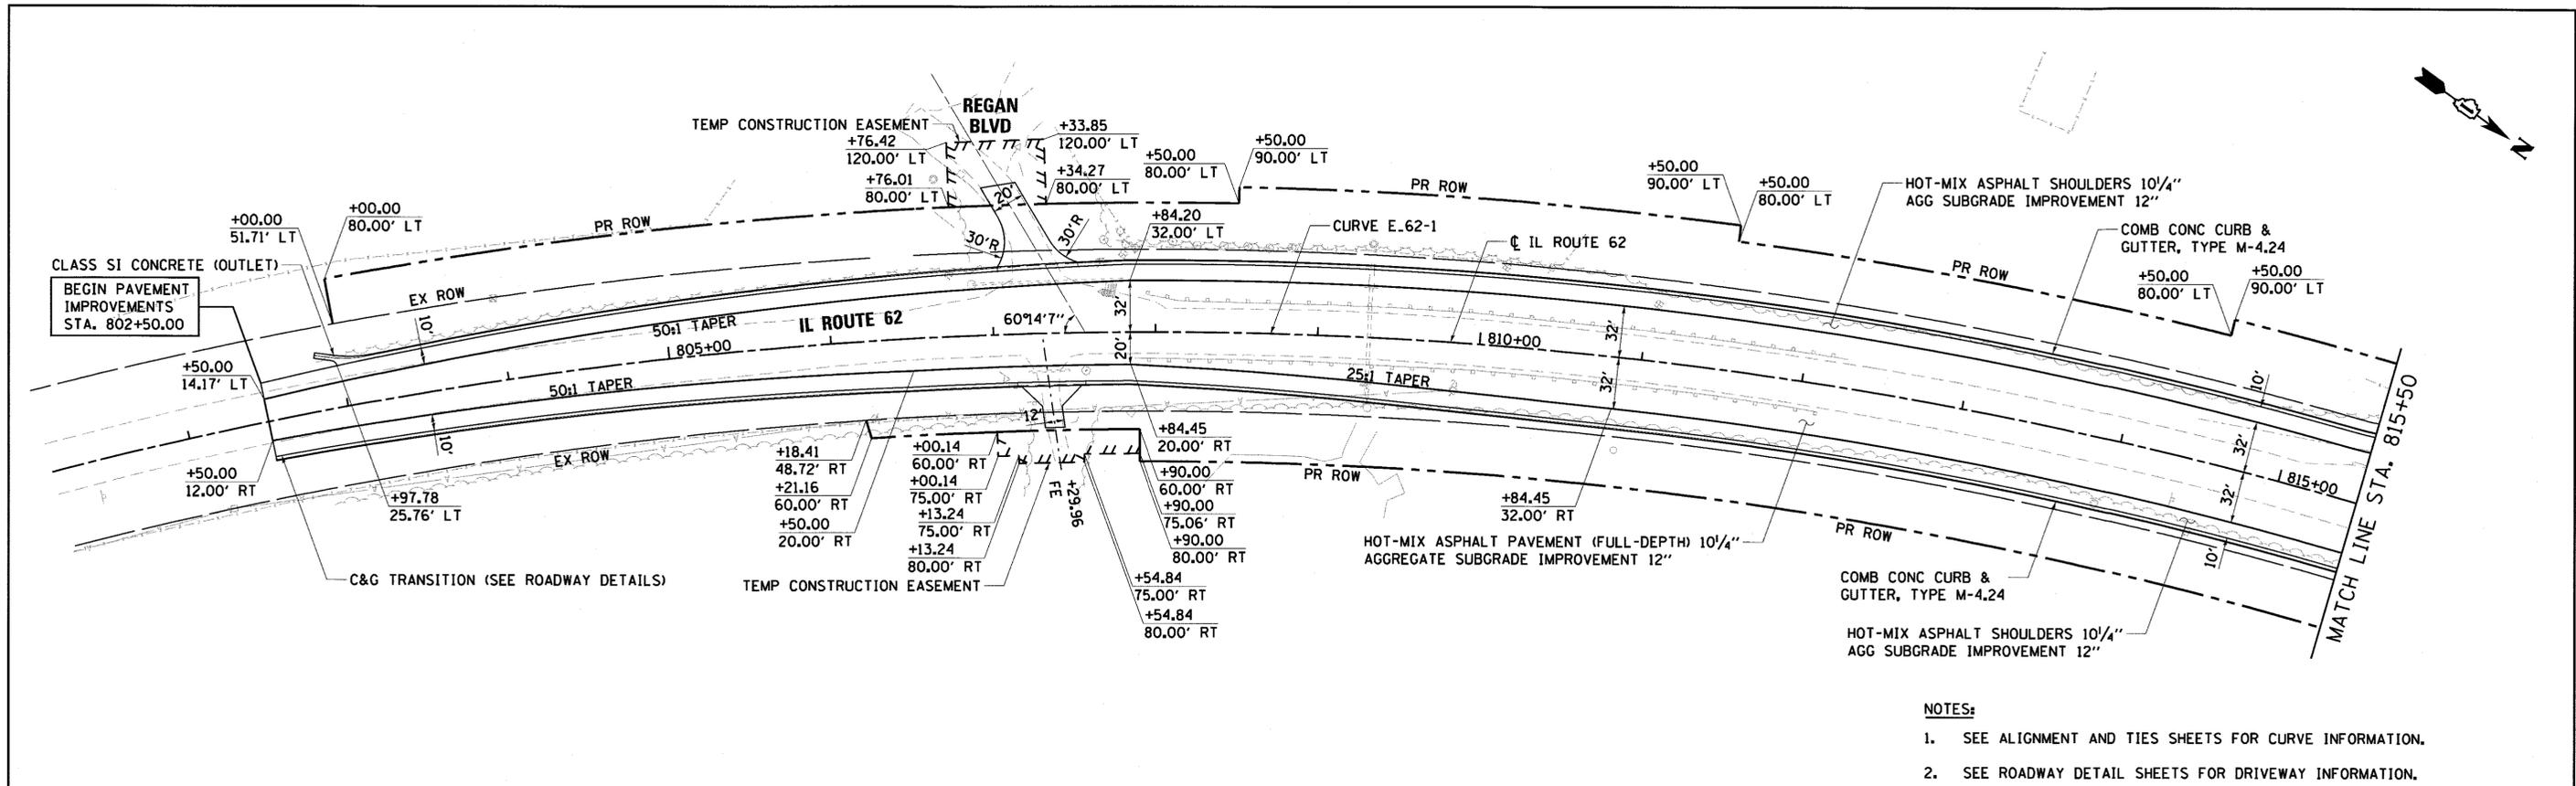 REGAN
BLVD
TEMP CONSTRUCTION EASEMENT
+76.42
120.00' LT
+76.01
80.00' LT
+33.85
120.00' LT
+34.27
80.00' LT
+50.00
80.00' LT
+50.00
90.00' LT
+50.00
90.00' LT
+50.00
80.00' LT
PR ROW
HOT-MIX ASPHALT SHOULDERS 10¼"
AGG SUBGRADE IMPROVEMENT 12"
N
+00.00
51.71' LT
+00.00
80.00' LT
PR ROW
20'
30'R
30'R
+84.20
32.00' LT
CURVE E_62-1
℄ IL ROUTE 62
COMB CONC CURB &
GUTTER, TYPE M-4.24
PR ROW
+50.00
80.00' LT
+50.00
90.00' LT
CLASS SI CONCRETE (OUTLET)
BEGIN PAVEMENT
IMPROVEMENTS
STA. 802+50.00
EX ROW
10'
50:1 TAPER
IL ROUTE 62
60°14'7"
32'
20'
805+00
810+00
32'
32'
+50.00
14.17' LT
50:1 TAPER
25:1 TAPER
10'
10'
12'
+50.00
12.00' RT
EX ROW
+97.78
25.76' LT
+18.41
48.72' RT
+21.16
60.00' RT
+50.00
20.00' RT
+00.14
60.00' RT
+00.14
75.00' RT
+13.24
75.00' RT
+13.24
80.00' RT
+29.96
FE
+84.45
20.00' RT
+90.00
60.00' RT
+90.00
75.06' RT
+90.00
80.00' RT
PR ROW
+84.45
32.00' RT
32'
32'
815+00
10'
PR ROW
MATCH LINE STA. 815+50
C&G TRANSITION (SEE ROADWAY DETAILS)
TEMP CONSTRUCTION EASEMENT
+54.84
75.00' RT
+54.84
80.00' RT
HOT-MIX ASPHALT PAVEMENT (FULL-DEPTH) 10¼"
AGGREGATE SUBGRADE IMPROVEMENT 12"
COMB CONC CURB &
GUTTER, TYPE M-4.24
HOT-MIX ASPHALT SHOULDERS 10¼"
AGG SUBGRADE IMPROVEMENT 12"
NOTES:
1. SEE ALIGNMENT AND TIES SHEETS FOR CURVE INFORMATION.
2. SEE ROADWAY DETAIL SHEETS FOR DRIVEWAY INFORMATION.